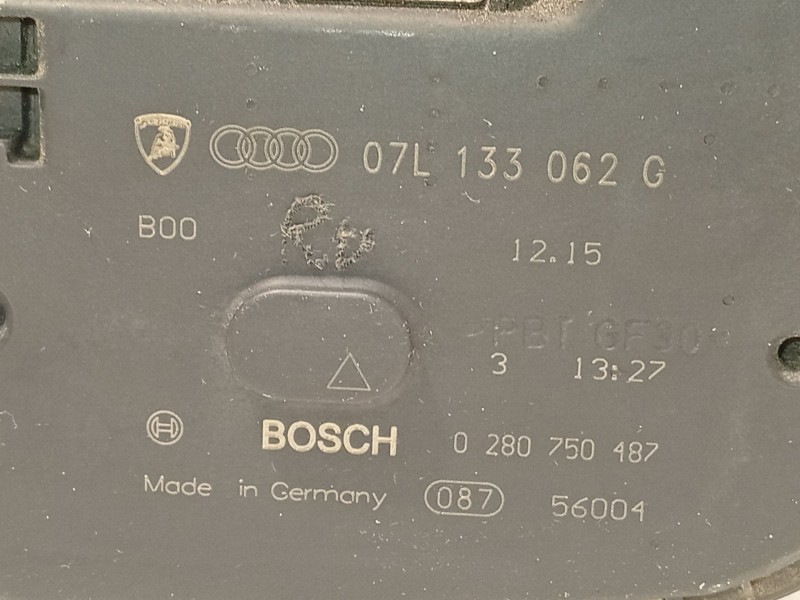 07L 133 062 G
B00
12.15
PBT GF30
3 13:27
BOSCH 0 280 750 487
Made in Germany 087 56004